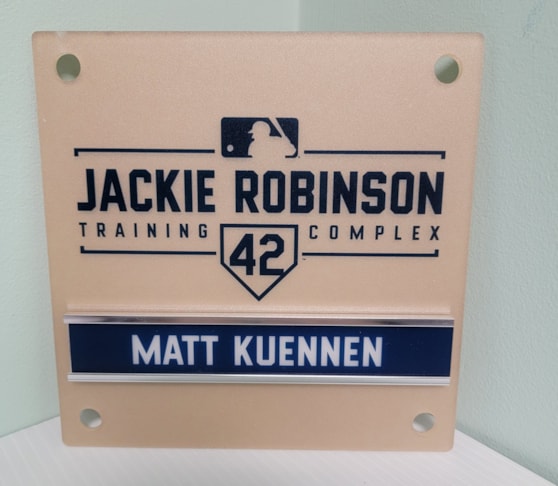 JACKIE ROBINSON
TRAINING COMPLEX
42
MATT KUENNEN